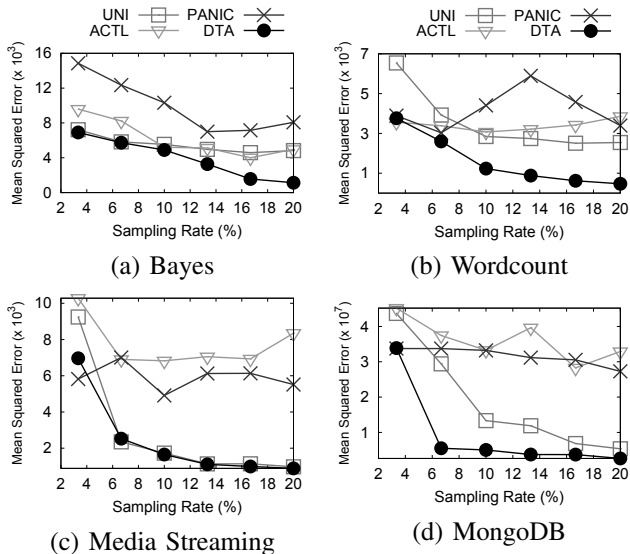 UNI PANIC
ACTL DTA
UNI PANIC
ACTL DTA
Mean Squared Error (x 10³)
16
12
8
4
0
2 4 6 8 10 12 14 16 18 20
Sampling Rate (%)
(a) Bayes
Mean Squared Error (x 10³)
7
5
3
1
2 4 6 8 10 12 14 16 18 20
Sampling Rate (%)
(b) Wordcount
Mean Squared Error (x 10³)
10
8
6
4
2
2 4 6 8 10 12 14 16 18 20
Sampling Rate (%)
(c) Media Streaming
Mean Squared Error (x 10⁷)
4
3
2
1
2 4 6 8 10 12 14 16 18 20
Sampling Rate (%)
(d) MongoDB